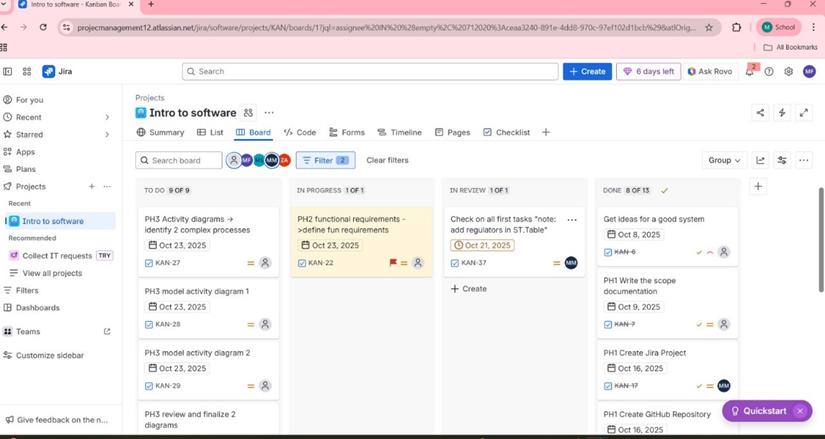 Intro to software - Kanban Boa
projecmanagement12.atlassian.net/jira/software/projects/KAN/boards/1?jql=assignee%20IN%20%28empty%2C%20712020%3Aceaa3240-891e-4dd8-970c-97ef102d1bcb%29&atlOrig...
M School
All Bookmarks
Jira
Search
+ Create
6 days left
Ask Rovo
2
MF
For you
Recent
Starred
Apps
Plans
Projects
Recent
Intro to software
Recommended
Collect IT requests TRY
View all projects
Filters
Dashboards
Teams
Customize sidebar
Give feedback on the n...
Projects
Intro to software
Summary List Board Code Forms Timeline Pages Checklist
Search board
MF MM ZA
Filter 2
Clear filters
Group
TO DO 9 OF 9
PH3 Activity diagrams ->
identify 2 complex processes
Oct 23, 2025
KAN-27
PH3 model activity diagram 1
Oct 23, 2025
KAN-28
PH3 model activity diagram 2
Oct 23, 2025
KAN-29
PH3 review and finalize 2
diagrams
IN PROGRESS 1 OF 1
PH2 functional requirements -
>define fun requirements
Oct 23, 2025
KAN-22
IN REVIEW 1 OF 1
Check on all first tasks "note:
add regulators in ST.Table"
Oct 21, 2025
KAN-37
MM
+ Create
DONE 8 OF 13
Get ideas for a good system
Oct 8, 2025
KAN-6
PH1 Write the scope
documentation
Oct 9, 2025
KAN-7
PH1 Create Jira Project
Oct 16, 2025
KAN-17
MM
PH1 Create GitHub Repository
Oct 16, 2025
Quickstart